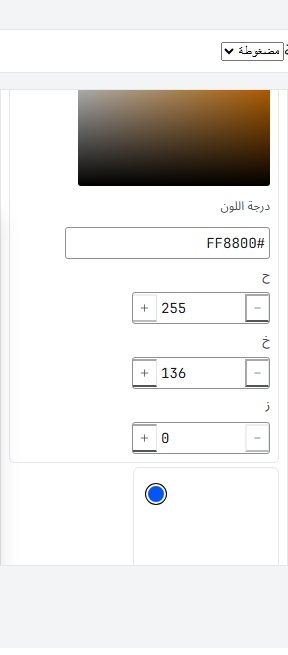 مضغوطة
درجة اللون
FF8800#
ح
− 255 +
خ
− 136 +
ز
− 0 +